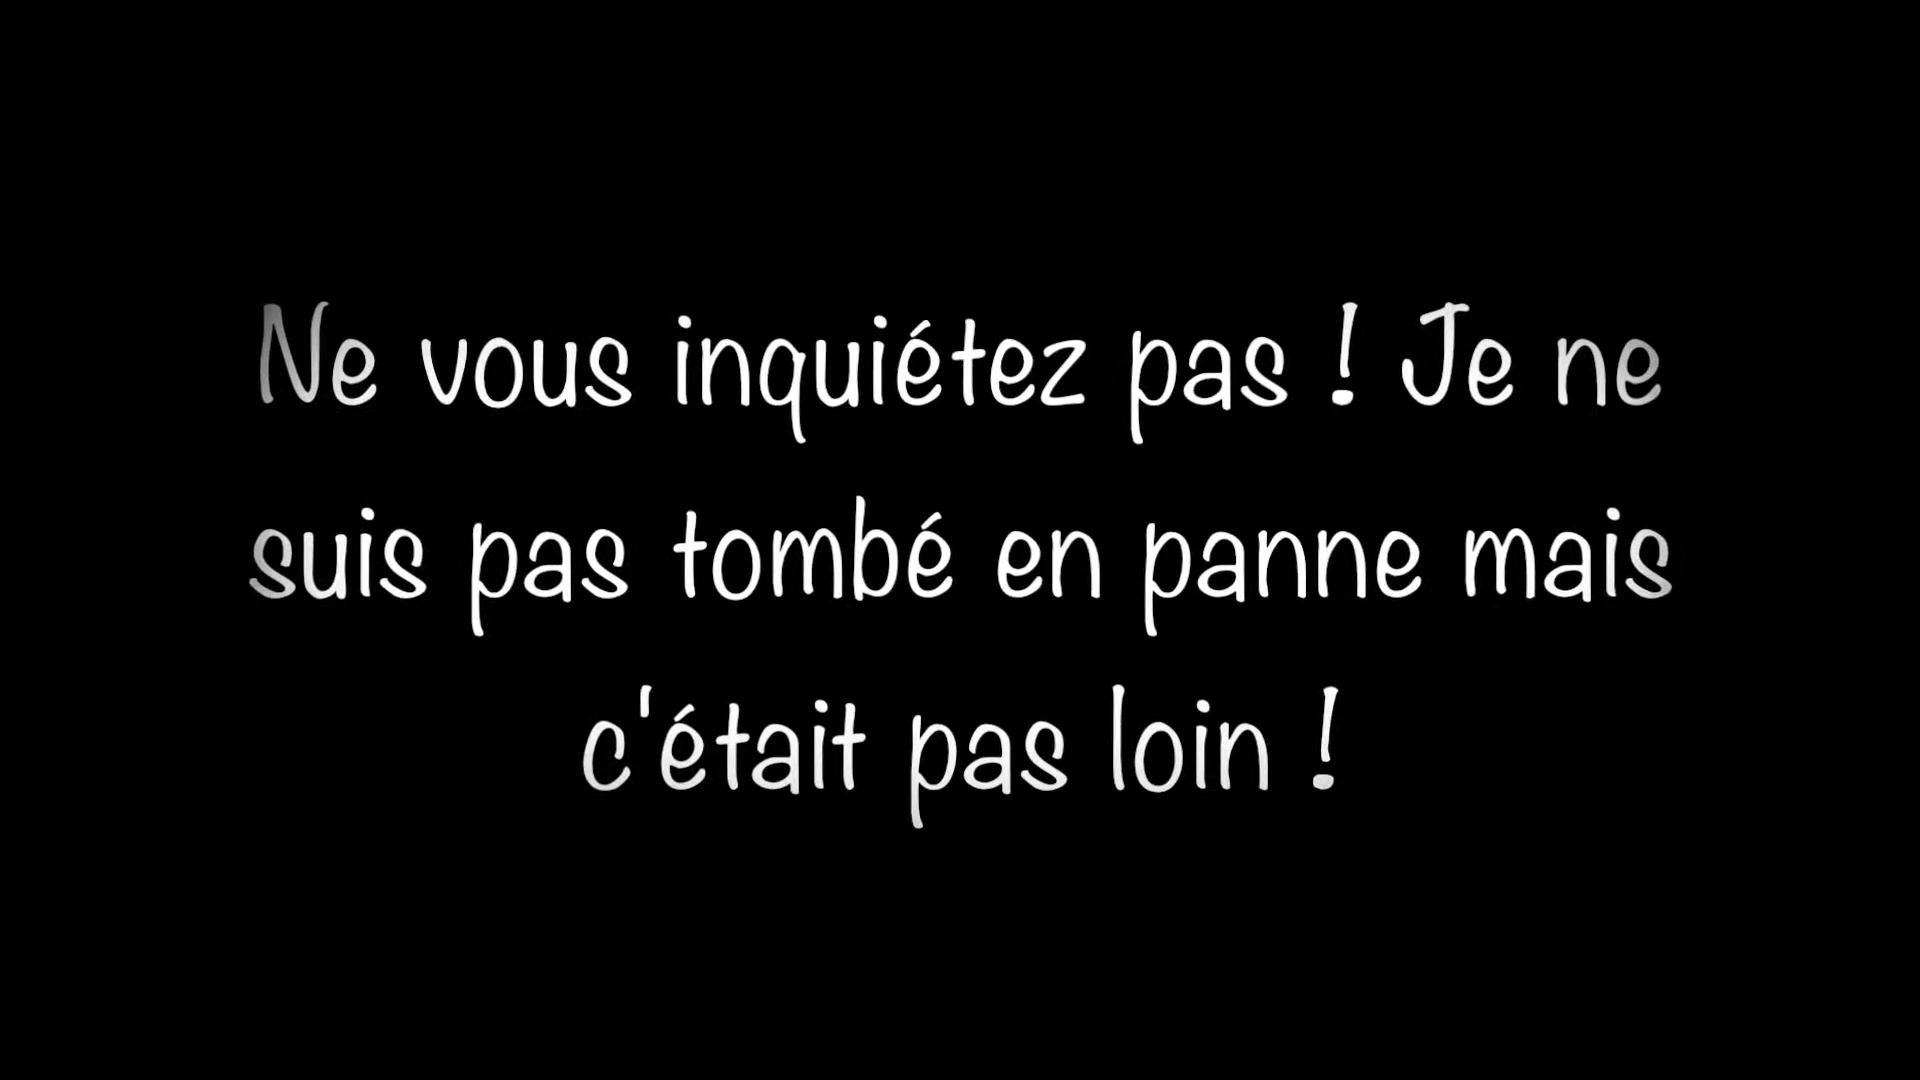 Ne vous inquiétez pas ! Je ne
suis pas tombé en panne mais
c'était pas loin !